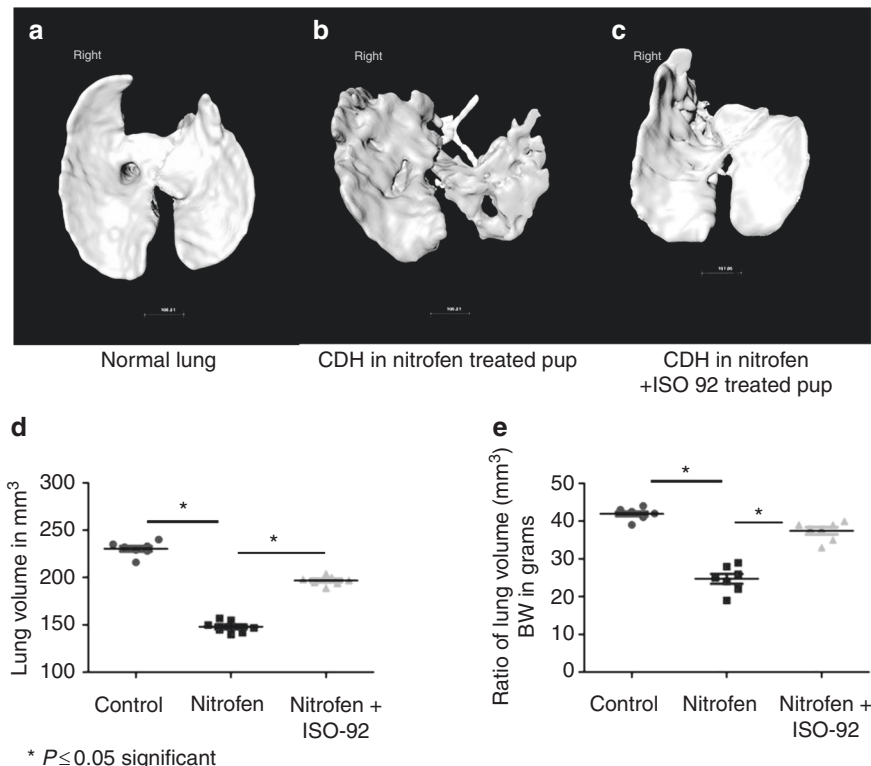 a
Right
b
Right
c
Right
Normal lung
CDH in nitrofen treated pup
CDH in nitrofen
+ISO 92 treated pup
d
Lung volume in mm³
300
250
200
150
100
*
*
Control
Nitrofen
Nitrofen +
ISO-92
* P≤0.05 significant
e
Ratio of lung volume (mm³)
BW in grams
50
40
30
20
10
0
*
*
Control
Nitrofen
Nitrofen +
ISO-92